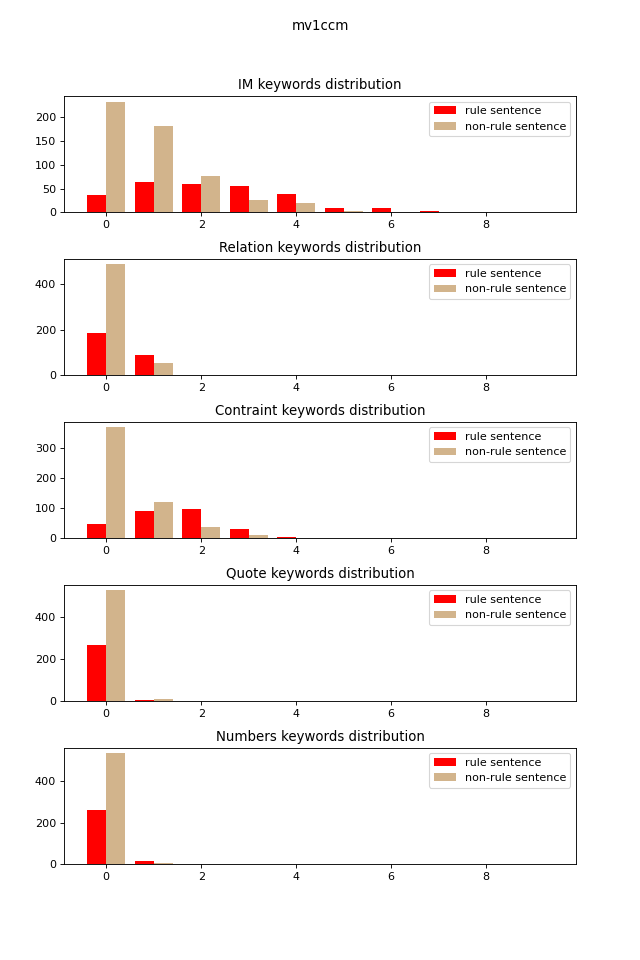 mv1ccm
IM keywords distribution
200
150
100
50
0
rule sentence
non-rule sentence
0 2 4 6 8
Relation keywords distribution
400
200
0
rule sentence
non-rule sentence
0 2 4 6 8
Contraint keywords distribution
300
200
100
0
rule sentence
non-rule sentence
0 2 4 6 8
Quote keywords distribution
400
200
0
rule sentence
non-rule sentence
0 2 4 6 8
Numbers keywords distribution
400
200
0
rule sentence
non-rule sentence
0 2 4 6 8